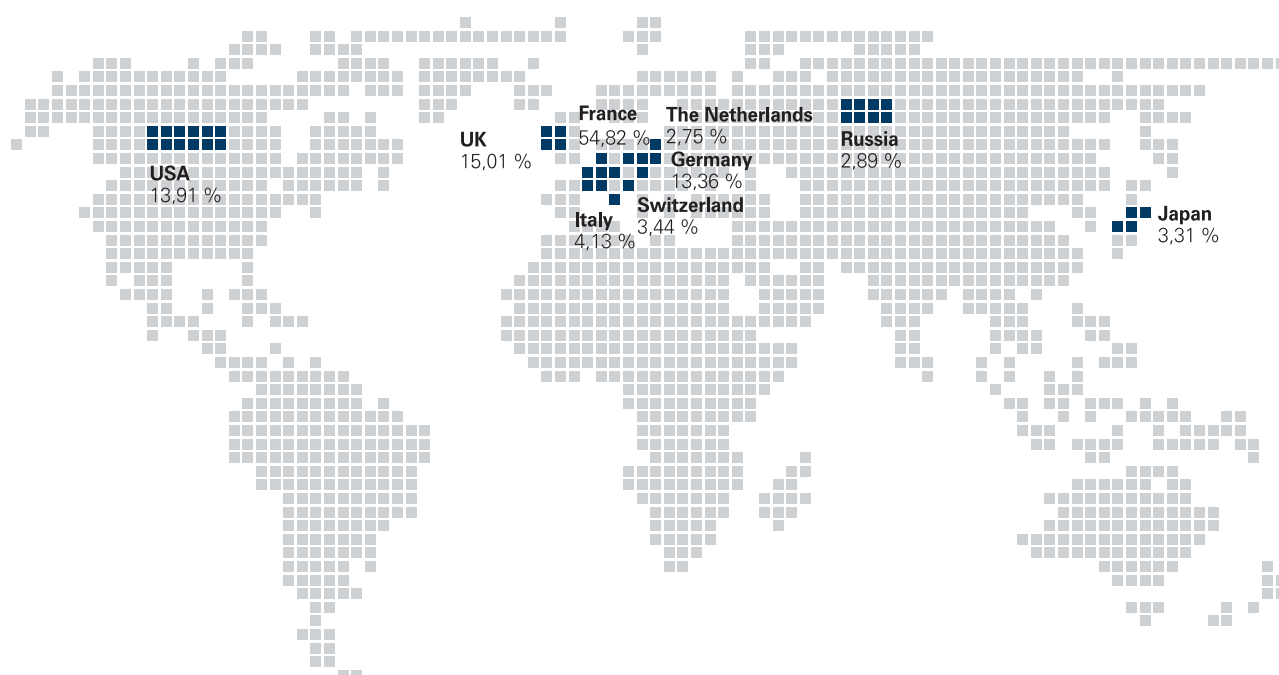 France
54,82 %
The Netherlands
2,75 %
UK
15,01 %
Russia
2,89 %
Germany
13,36 %
USA
13,91 %
Switzerland
3,44 %
Italy
4,13 %
Japan
3,31 %